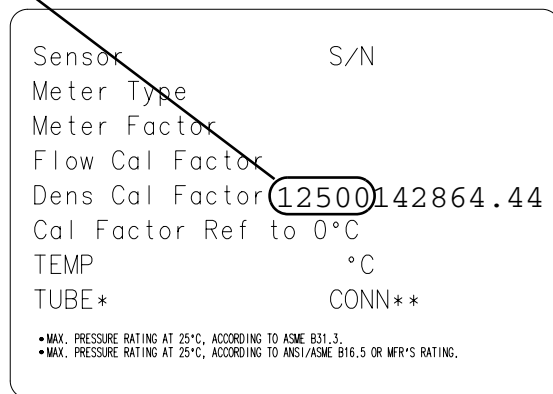 Sensor S/N
Meter Type
Meter Factor
Flow Cal Factor
Dens Cal Factor 12500142864.44
Cal Factor Ref to 0°C
TEMP °C
TUBE* CONN**
• MAX. PRESSURE RATING AT 25°C, ACCORDING TO ASME B31.3.
• MAX. PRESSURE RATING AT 25°C, ACCORDING TO ANSI/ASME B16.5 OR MFR'S RATING.